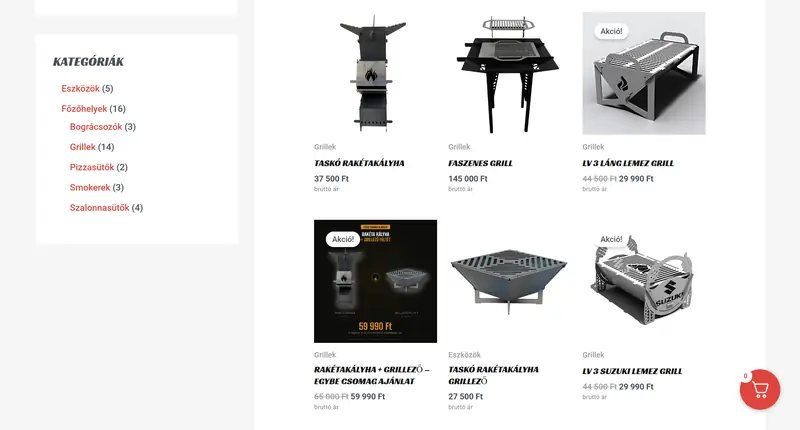 KATEGÓRIÁK
Eszközök (5)
Főzőhelyek (16)
Bográcsozók (3)
Grillek (14)
Pizzasütők (2)
Smokerek (3)
Szalonnasütők (4)
Grillek
TASKÓ RAKÉTAKÁLYHA
37 500 Ft
bruttó ár
Grillek
FASZENES GRILL
145 000 Ft
bruttó ár
Akció!
Grillek
LV 3 LÁNG LEMEZ GRILL
44 500 Ft 29 990 Ft
bruttó ár
Akció!
RAKÉTA KÁLYHA
59 990 Ft
Grillek
RAKÉTAKÁLYHA + GRILLEZŐ –
EGYBE CSOMAG AJÁNLAT
65 000 Ft 59 990 Ft
bruttó ár
Eszközök
TASKÓ RAKÉTAKÁLYHA
GRILLEZŐ
27 500 Ft
bruttó ár
Akció!
SUZUKI
Grillek
LV 3 SUZUKI LEMEZ GRILL
44 500 Ft 29 990 Ft
bruttó ár
0